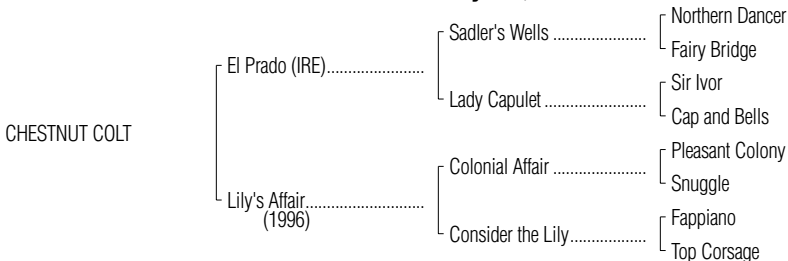 Northern Dancer
Sadler's Wells .......................
Fairy Bridge
El Prado (IRE)........................
Sir Ivor
Lady Capulet .........................
Cap and Bells
CHESTNUT COLT
Pleasant Colony
Colonial Affair .......................
Snuggle
Lily's Affair.............................
(1996)
Fappiano
Consider the Lily...................
Top Corsage